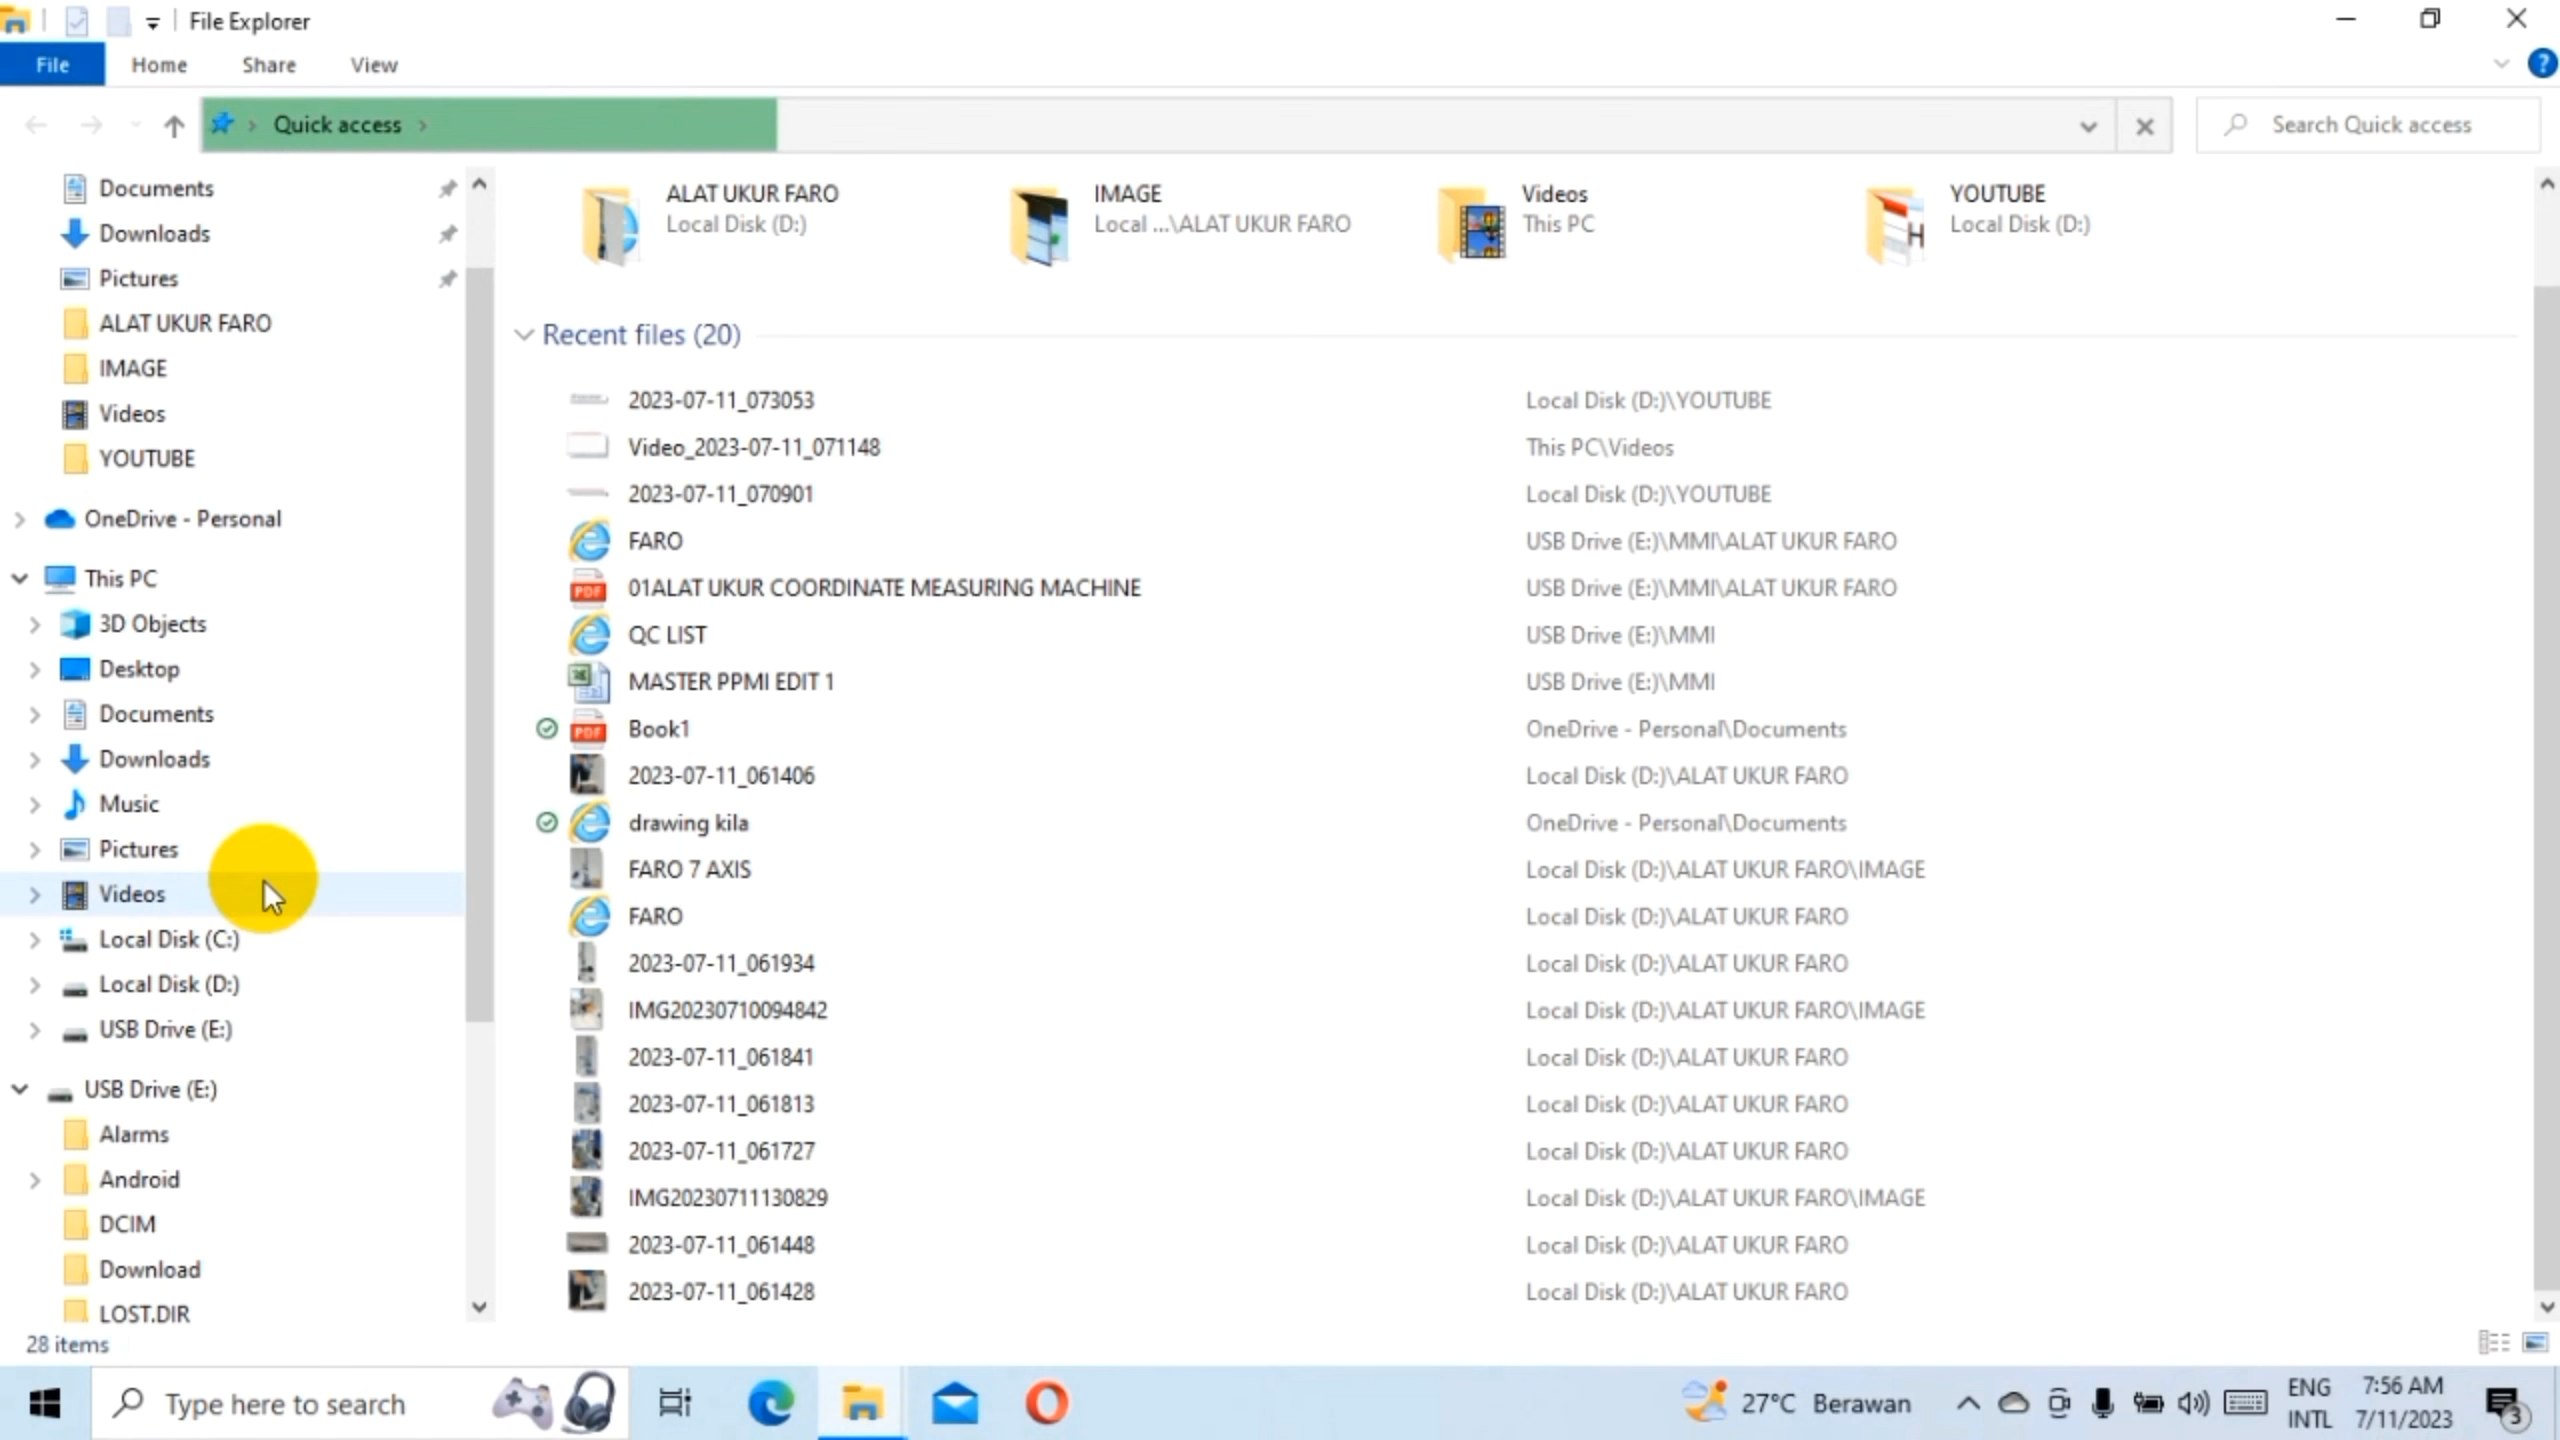 File Explorer
File Home Share View
Quick access
Search Quick access
Documents
Downloads
Pictures
ALAT UKUR FARO
IMAGE
Videos
YOUTUBE
OneDrive - Personal
This PC
3D Objects
Desktop
Documents
Downloads
Music
Pictures
Videos
Local Disk (C:)
Local Disk (D:)
USB Drive (E:)
USB Drive (E:)
Alarms
Android
DCIM
Download
LOST.DIR
28 items
ALAT UKUR FARO
Local Disk (D:)
IMAGE
Local ...\ALAT UKUR FARO
Videos
This PC
YOUTUBE
Local Disk (D:)
Recent files (20)
2023-07-11_073053 Local Disk (D:)\YOUTUBE
Video_2023-07-11_071148 This PC\Videos
2023-07-11_070901 Local Disk (D:)\YOUTUBE
FARO USB Drive (E:)\MMI\ALAT UKUR FARO
01ALAT UKUR COORDINATE MEASURING MACHINE USB Drive (E:)\MMI\ALAT UKUR FARO
QC LIST USB Drive (E:)\MMI
MASTER PPMI EDIT 1 USB Drive (E:)\MMI
Book1 OneDrive - Personal\Documents
2023-07-11_061406 Local Disk (D:)\ALAT UKUR FARO
drawing kila OneDrive - Personal\Documents
FARO 7 AXIS Local Disk (D:)\ALAT UKUR FARO\IMAGE
FARO Local Disk (D:)\ALAT UKUR FARO
2023-07-11_061934 Local Disk (D:)\ALAT UKUR FARO
IMG20230710094842 Local Disk (D:)\ALAT UKUR FARO\IMAGE
2023-07-11_061841 Local Disk (D:)\ALAT UKUR FARO
2023-07-11_061813 Local Disk (D:)\ALAT UKUR FARO
2023-07-11_061727 Local Disk (D:)\ALAT UKUR FARO
IMG20230711130829 Local Disk (D:)\ALAT UKUR FARO\IMAGE
2023-07-11_061448 Local Disk (D:)\ALAT UKUR FARO
2023-07-11_061428 Local Disk (D:)\ALAT UKUR FARO
Type here to search
27°C Berawan
ENG
INTL
7:56 AM
7/11/2023
3